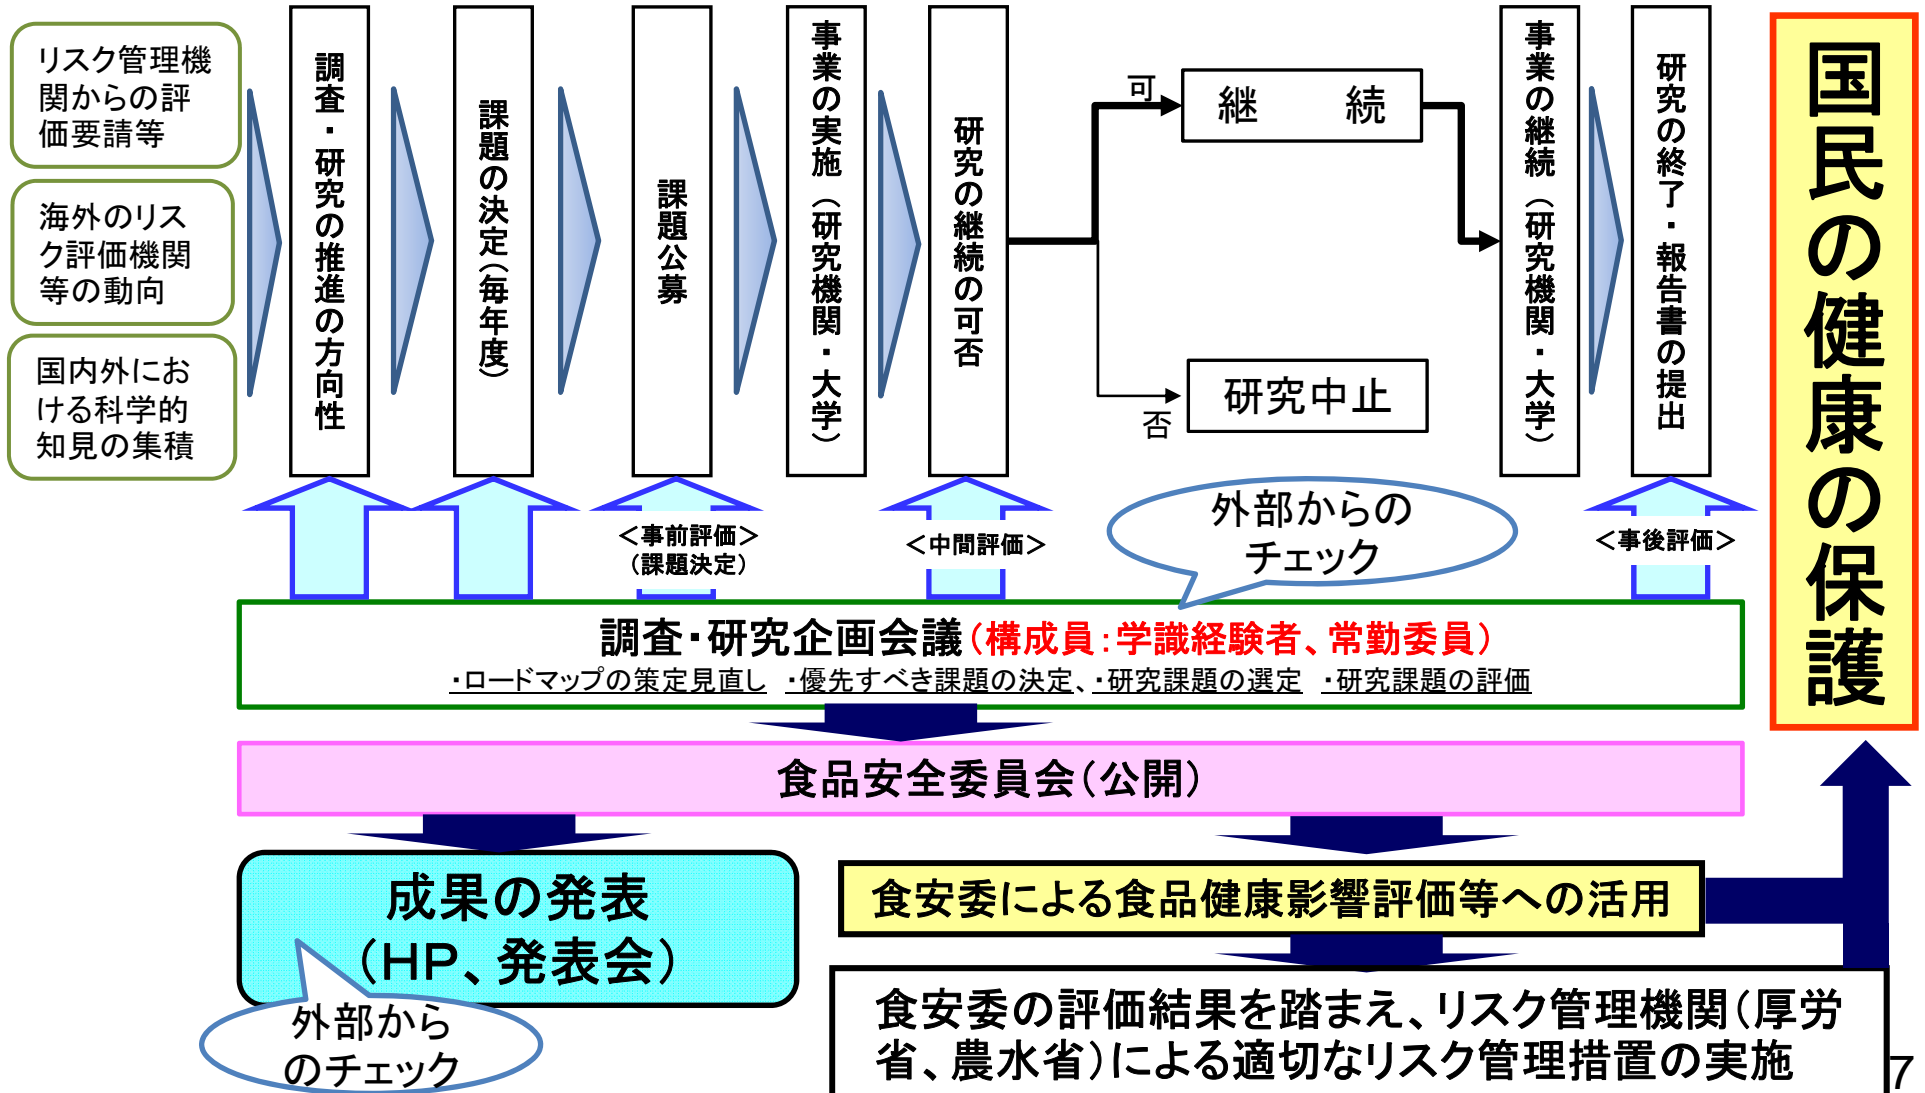 リスク管理機
関からの評
価要請等
海外のリス
ク評価機関
等の動向
国内外にお
ける科学的
知見の集積
調査・研究の推進の方向性
課題の決定(毎年度)
課題公募
事業の実施(研究機関・大学)
研究の継続の可否
可
継　続
否
研究中止
事業の継続(研究機関・大学)
研究の終了・報告書の提出
国民の健康の保護
<事前評価>
(課題決定)
<中間評価>
外部からの
チェック
<事後評価>
調査・研究企画会議(構成員:学識経験者、常勤委員)
・ロードマップの策定見直し ・優先すべき課題の決定、・研究課題の選定 ・研究課題の評価
食品安全委員会(公開)
成果の発表
(HP、発表会)
外部から
のチェック
食安委による食品健康影響評価等への活用
食安委の評価結果を踏まえ、リスク管理機関(厚労
省、農水省)による適切なリスク管理措置の実施
7